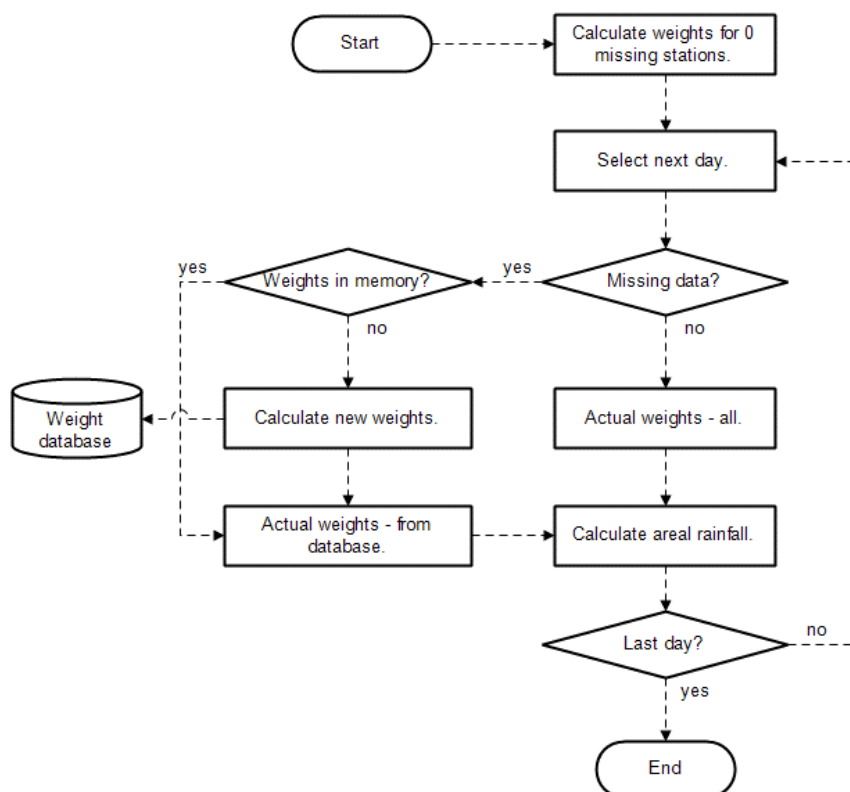 Start
Calculate weights for 0
missing stations.
Select next day.
yes
Weights in memory?
yes
Missing data?
no
no
Weight
database
Calculate new weights.
Actual weights - all.
Actual weights - from
database.
Calculate areal rainfall.
Last day?
no
yes
End